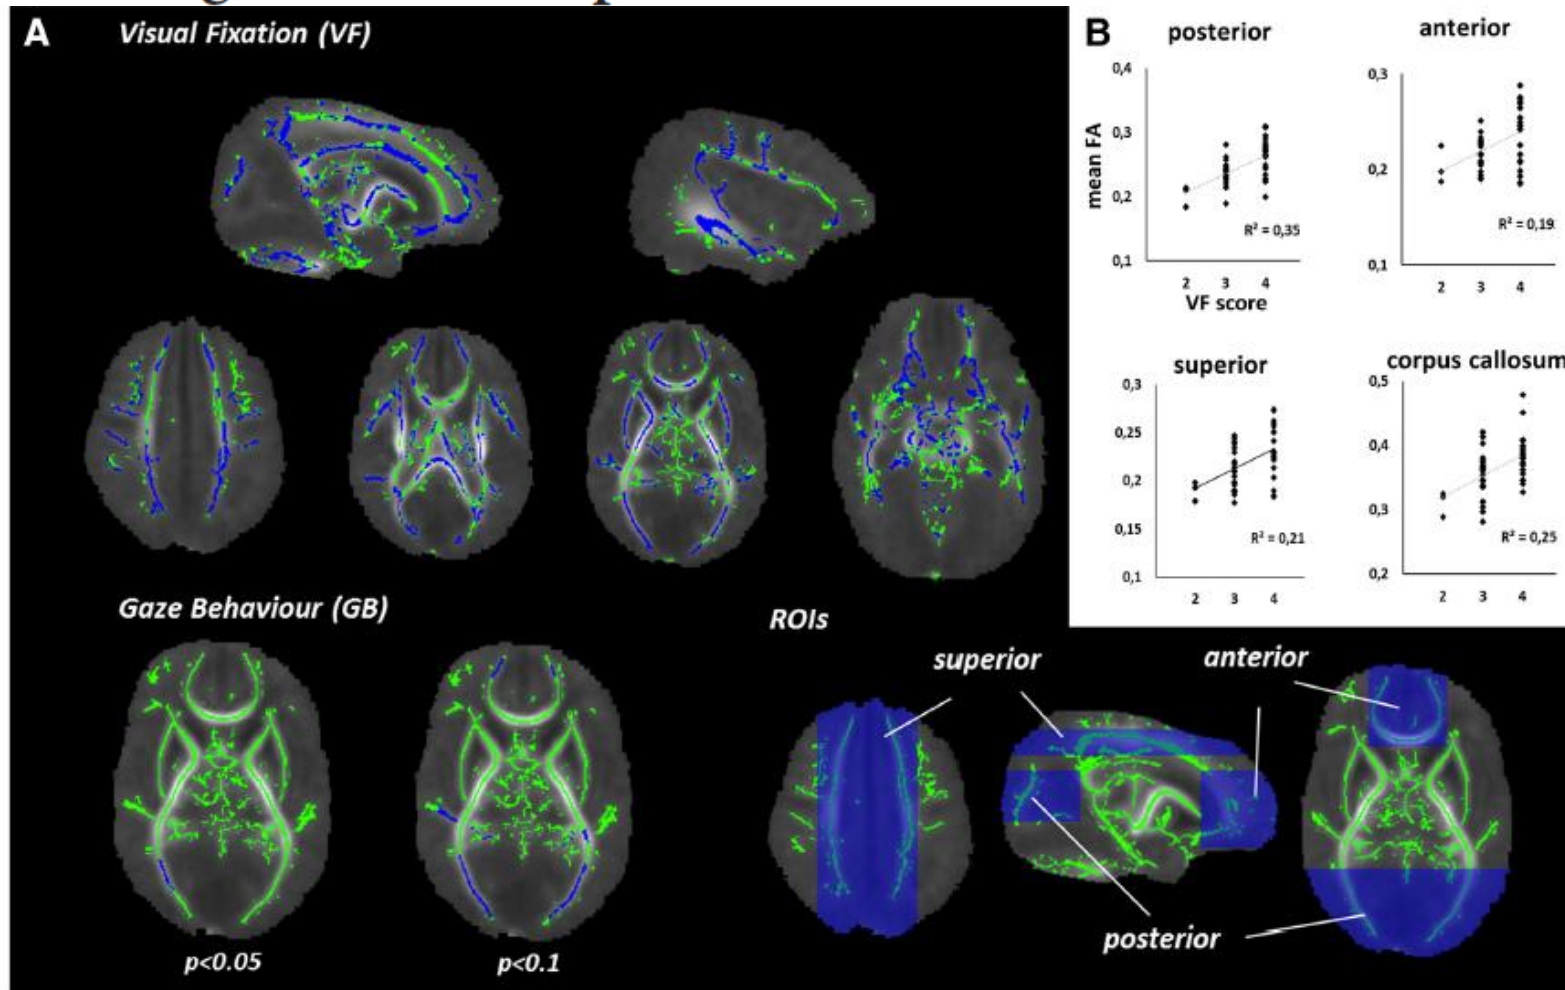 A
Visual Fixation (VF)
Gaze Behaviour (GB)
p<0.05
p<0.1
ROIs
superior
anterior
posterior
B
posterior
mean FA
0,4
0,3
0,2
0,1
R² = 0,35
2 3 4
VF score
anterior
0,3
0,2
0,1
R² = 0,19
2 3 4
superior
0,3
0,25
0,2
0,15
0,1
R² = 0,21
2 3 4
corpus callosum
0,5
0,4
0,3
0,2
R² = 0,25
2 3 4